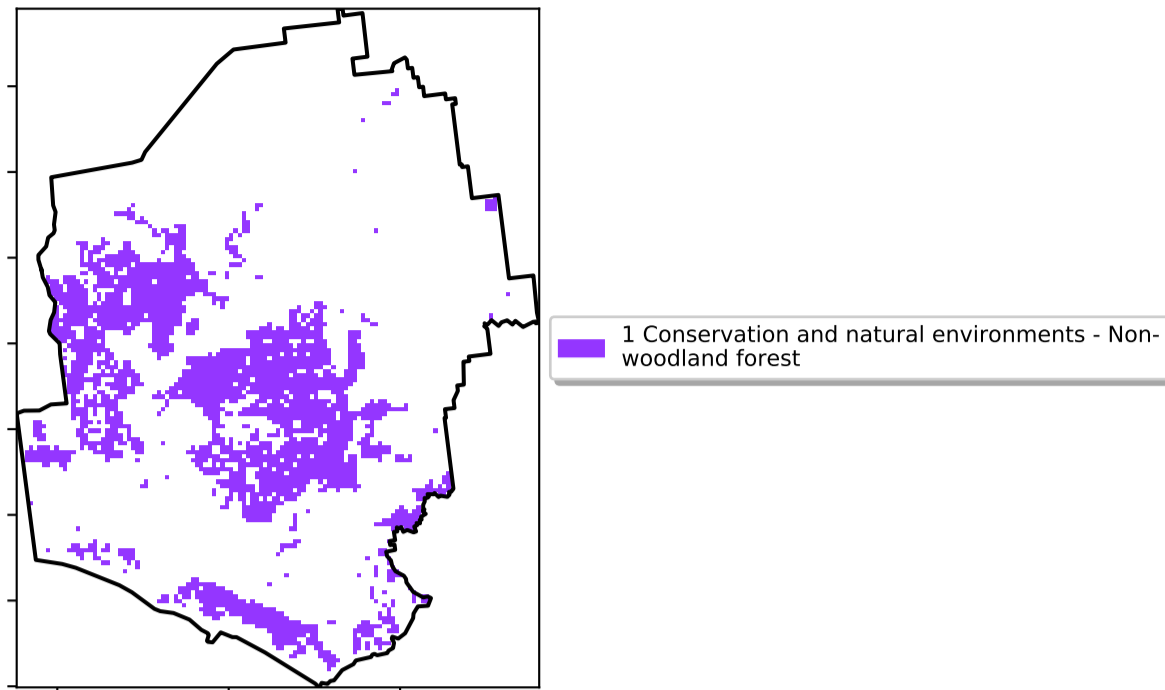 1 Conservation and natural environments - Non-
woodland forest